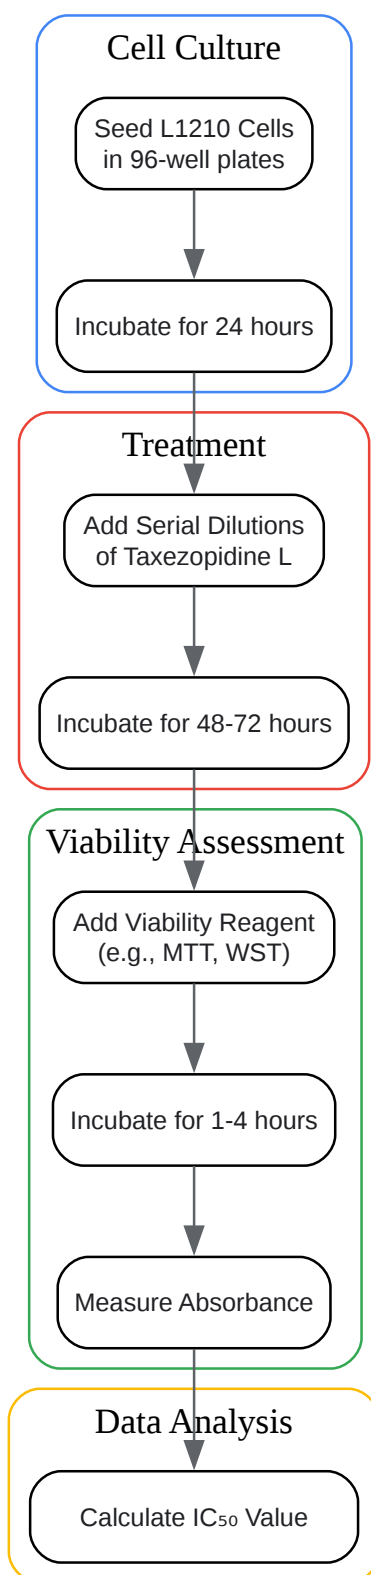 Cell Culture
Seed L1210 Cells
in 96-well plates
Incubate for 24 hours
Treatment
Add Serial Dilutions
of Taxezopidine L
Incubate for 48-72 hours
Viability Assessment
Add Viability Reagent
(e.g., MTT, WST)
Incubate for 1-4 hours
Measure Absorbance
Data Analysis
Calculate IC₅₀ Value